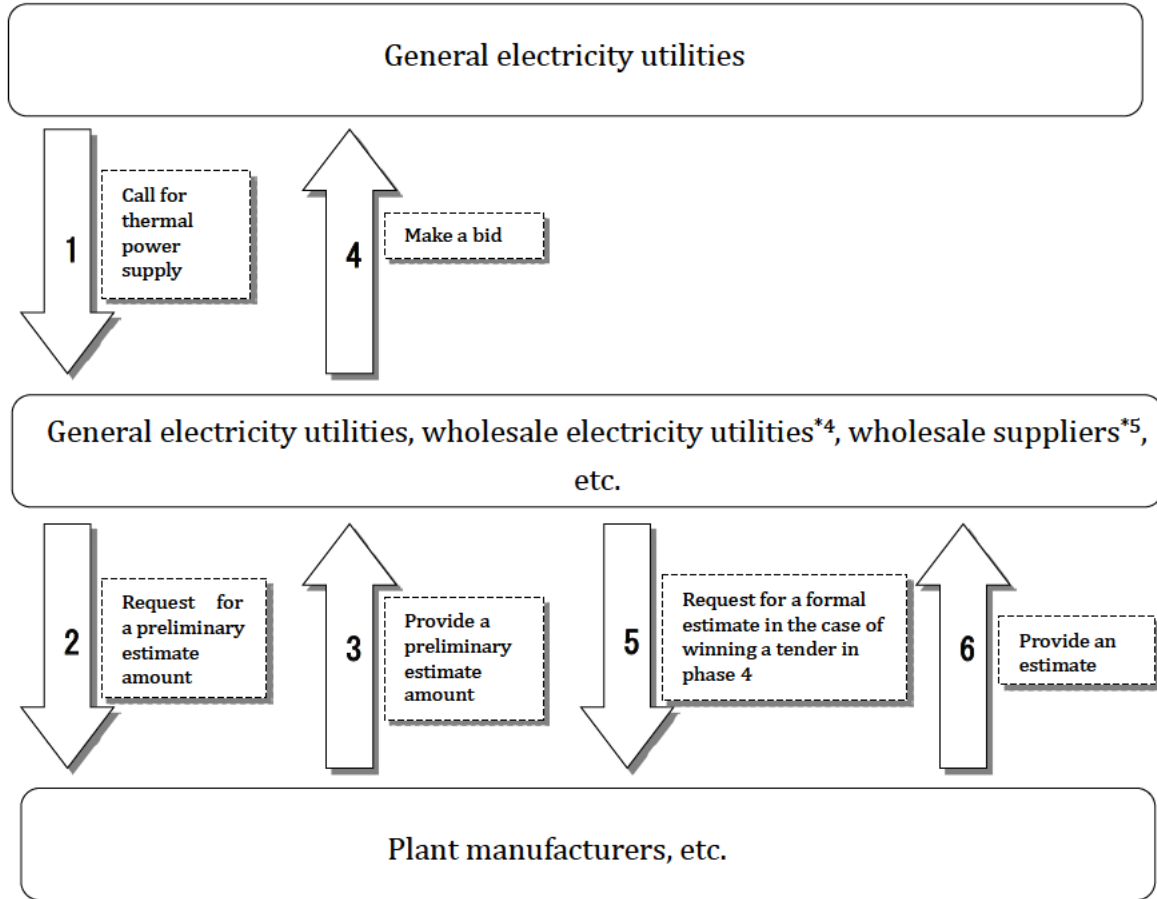 General electricity utilities
1
Call for
thermal
power
supply
4
Make a bid
General electricity utilities, wholesale electricity utilities*4, wholesale suppliers*5,
etc.
2
Request for
a preliminary
estimate
amount
3
Provide a
preliminary
estimate
amount
5
Request for a formal
estimate in the case of
winning a tender in
phase 4
6
Provide an
estimate
Plant manufacturers, etc.